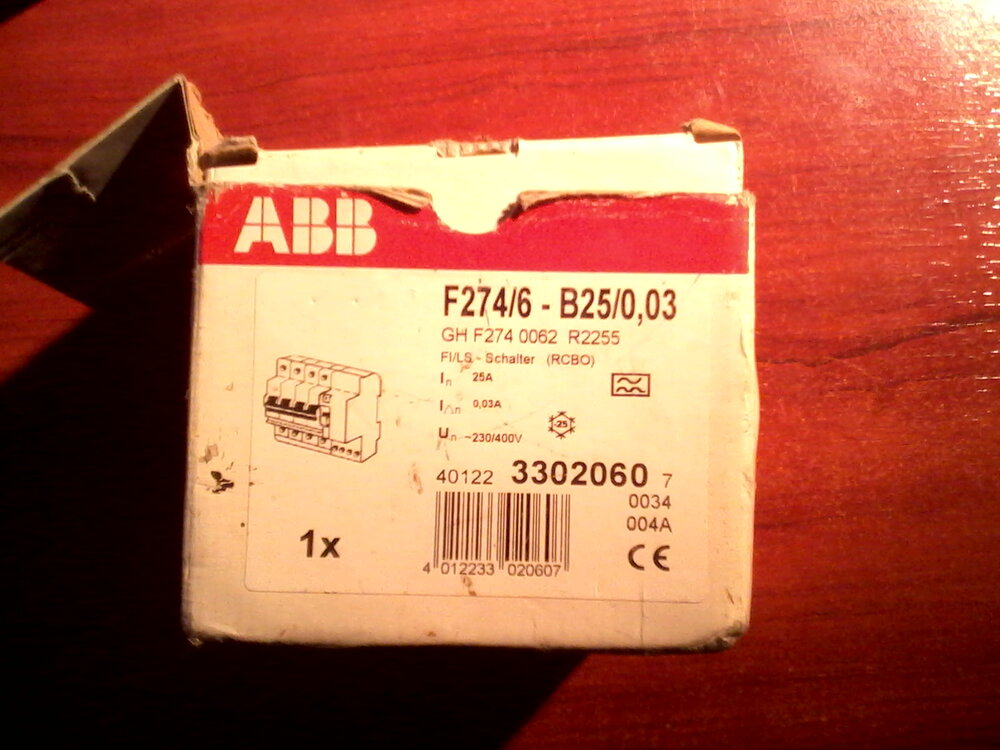 ABB
F274/6 - B25/0,03
GH F274 0062 R2255
FI/LS - Schalter (RCBO)
In 25A
I△n 0,03A
-25
Un ~230/400V
40122 3302060 7
0034
004A
1x
CE
4 012233 020607